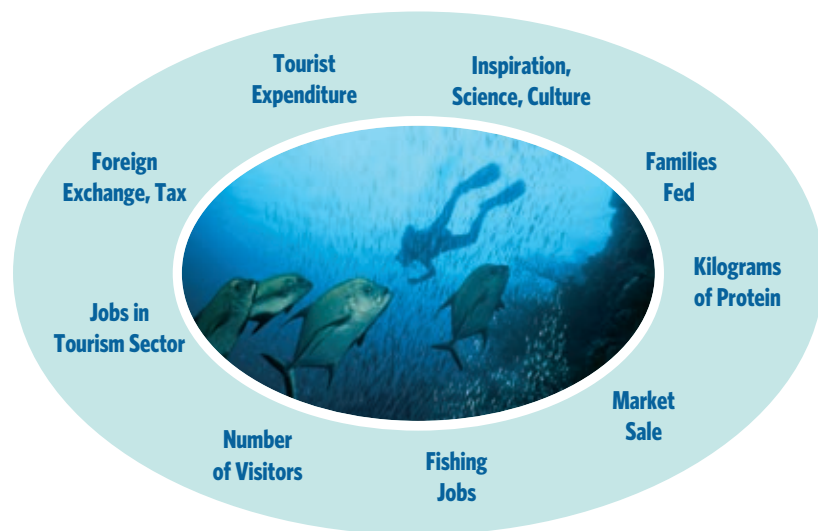 Tourist
Expenditure
Inspiration,
Science, Culture
Foreign
Exchange, Tax
Families
Fed
Kilograms
of Protein
Jobs in
Tourism Sector
Market
Sale
Number
of Visitors
Fishing
Jobs